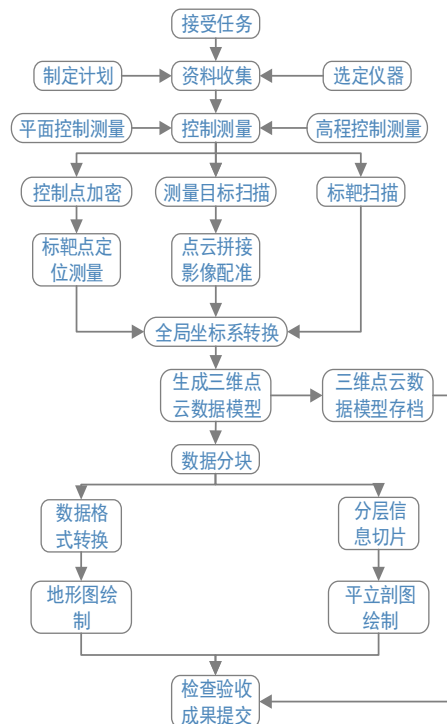 接受任务
制定计划
资料收集
选定仪器
平面控制测量
控制测量
高程控制测量
控制点加密
测量目标扫描
标靶扫描
标靶点定
位测量
点云拼接
影像配准
全局坐标系转换
生成三维点
云数据模型
三维点云数
据模型存档
数据分块
数据格
式转换
分层信
息切片
地形图绘
制
平立剖图
绘制
检查验收
成果提交